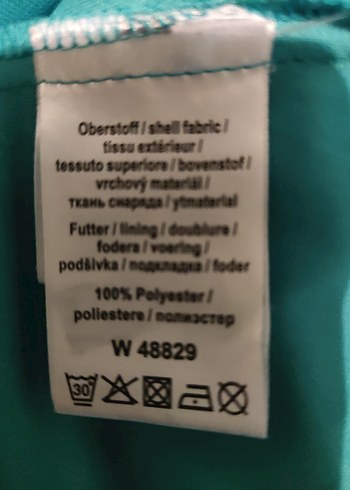 Oberstoff / shell fabric /
tissu extérieur /
tessuto superiore / bovenstof /
vrchový materiál /
ткань снаряда / ytmaterial
Futter / lining / doublure /
fodera / voering /
podšívka / подкладка / foder
100% Polyester /
poliestere / полиэстер
W 48829
30°